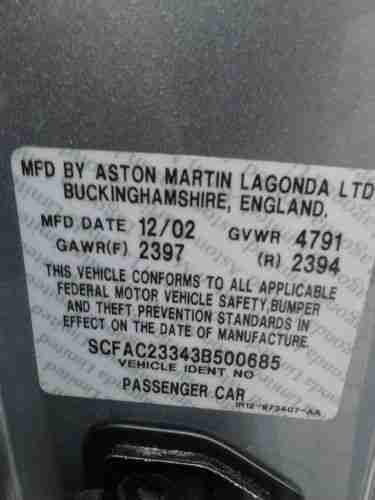 MFD BY ASTON MARTIN LAGONDA LTD
BUCKINGHAMSHIRE, ENGLAND.
MFD DATE 12/02 GVWR 4791
GAWR(F) 2397 (R) 2394
THIS VEHICLE CONFORMS TO ALL APPLICABLE
FEDERAL MOTOR VEHICLE SAFETY, BUMPER
AND THEFT PREVENTION STANDARDS IN
EFFECT ON THE DATE OF MANUFACTURE.
SCFAC23343B500685
VEHICLE IDENT NO
PASSENGER CAR